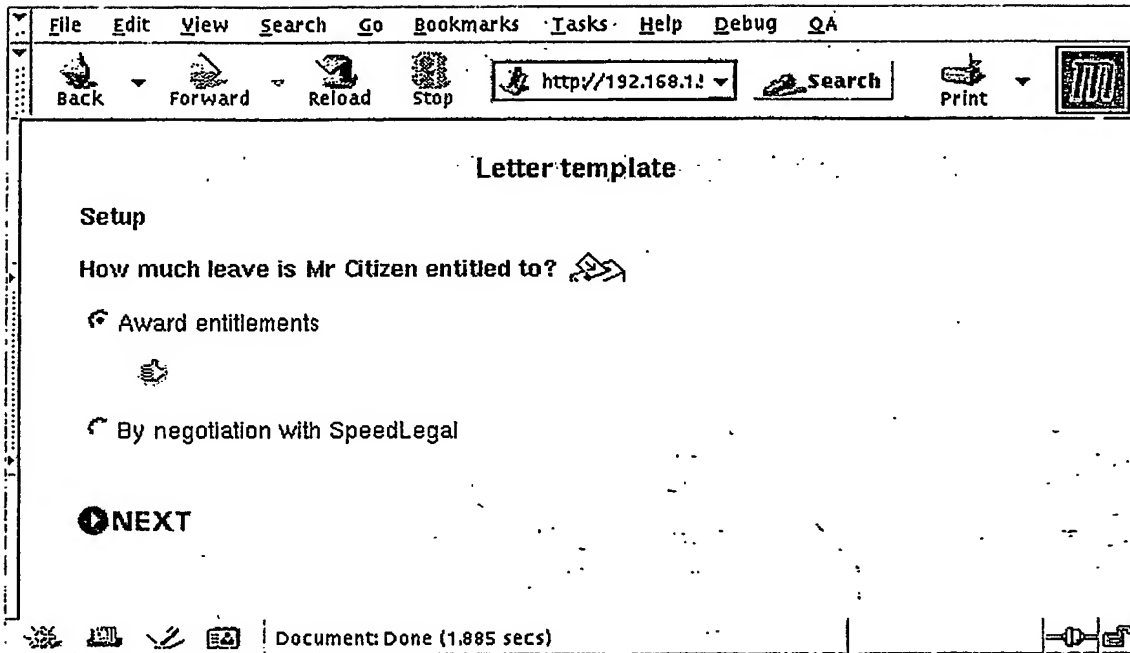 File Edit View Search Go Bookmarks Tasks Help Debug QA
Back Forward Reload Stop http://192.168.1. Search Print
Letter template
Setup
How much leave is Mr Citizen entitled to?
Award entitlements
By negotiation with SpeedLegal
NEXT
Document: Done (1.885 secs)